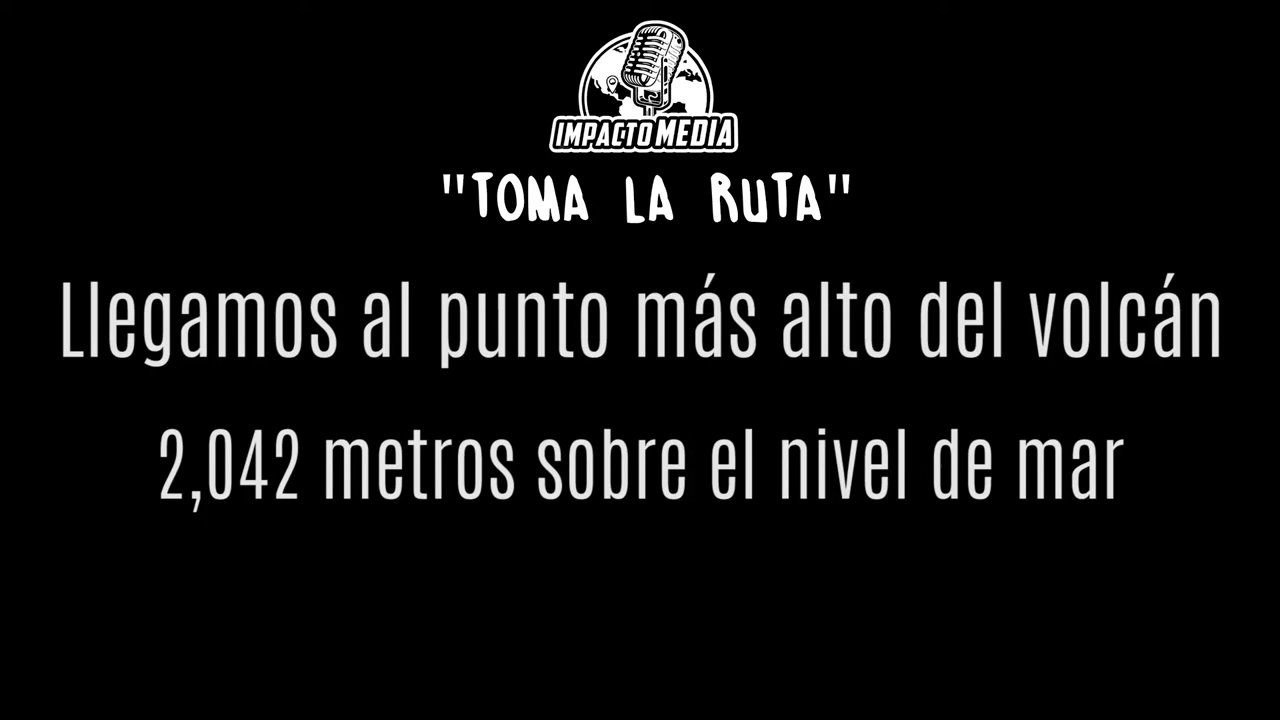 IMPACTO MEDIA
"TOMA LA RUTA"
Llegamos al punto más alto del volcán
2,042 metros sobre el nivel de mar